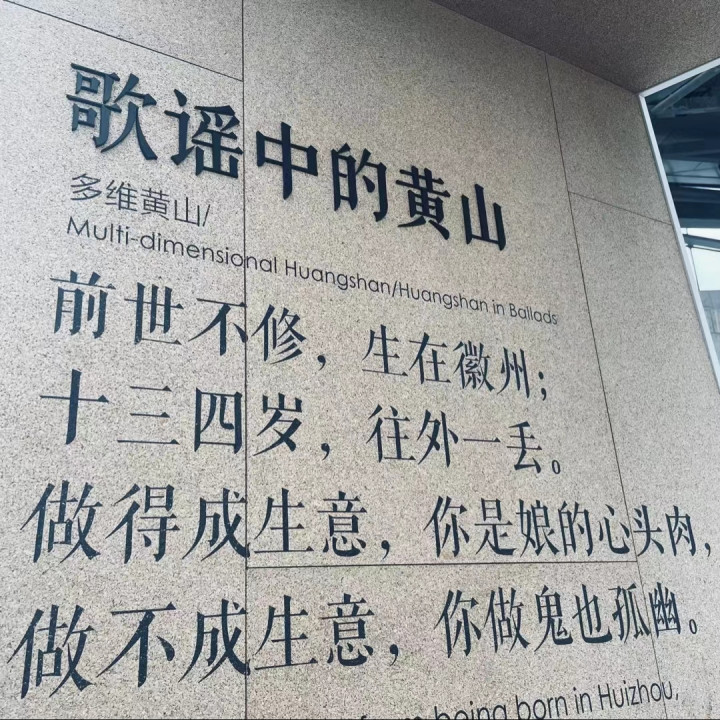 歌谣中的黄山
多维黄山/
Multi-dimensional Huangshan/Huangshan in Ballads
前世不修，生在徽州；
十三四岁，往外一丢。
做得成生意，你是娘的心头肉，
做不成生意，你做鬼也孤幽。
being born in Huizhou,